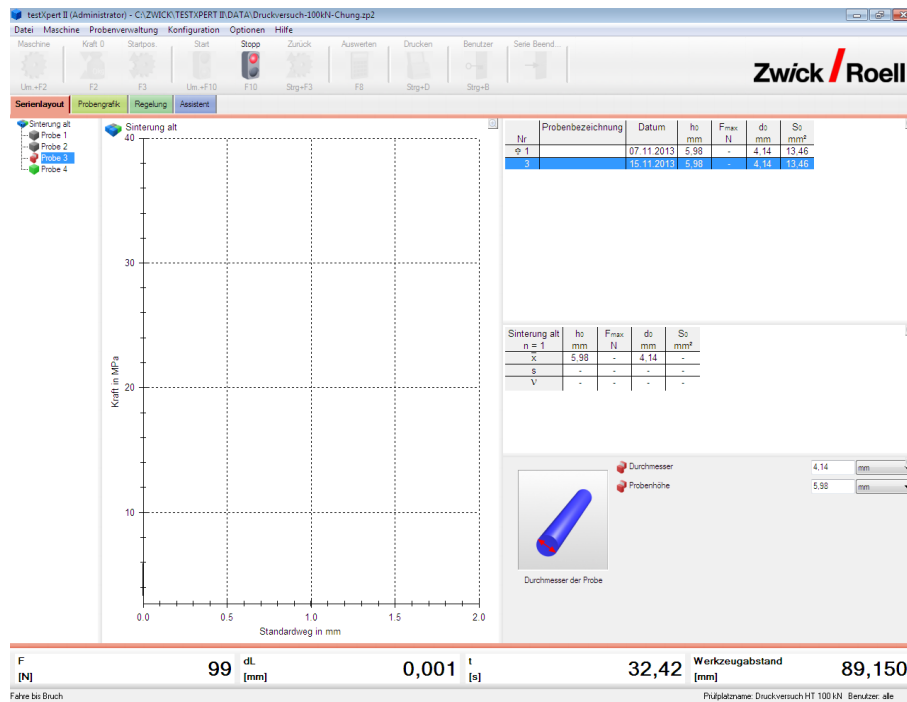 testXpert II (Administrator) - C:\ZWICK\TESTXPERT II\DATA\Druckversuch-100kN-Chung.zp2
Datei Maschine Probenverwaltung Konfiguration Optionen Hilfe
Maschine Kraft 0 Startpos. Start Stopp Zurück Auswerten Drucken Benutzer Serie Beend...
Um.+F2 F2 F3 Um.+F10 F10 Strg+F3 F8 Strg+D Strg+B
Zwick / Roell
Serienlayout Probengrafik Regelung Assistent
Sinterung alt
Probe 1
Probe 2
Probe 3
Probe 4
Sinterung alt
40
30
20
10
Kraft in MPa
0.0 0.5 1.0 1.5 2.0
Standardweg in mm
Probenbezeichnung Datum h0 Fmax d0 S0
Nr mm N mm mm²
1 07.11.2013 5,98 - 4,14 13,46
3 15.11.2013 5,98 - 4,14 13,46
Sinterung alt h0 Fmax d0 S0
n = 1 mm N mm mm²
x̄ 5,98 - 4,14 -
s - - - -
ν - - - -
Durchmesser 4,14 mm
Probenhöhe 5,98 mm
Durchmesser der Probe
F [N] 99 dL [mm] 0,001 t [s] 32,42 Werkzeugabstand [mm] 89,150
Fahre bis Bruch Prüfplatzname: Druckversuch HT 100 kN Benutzer: alle